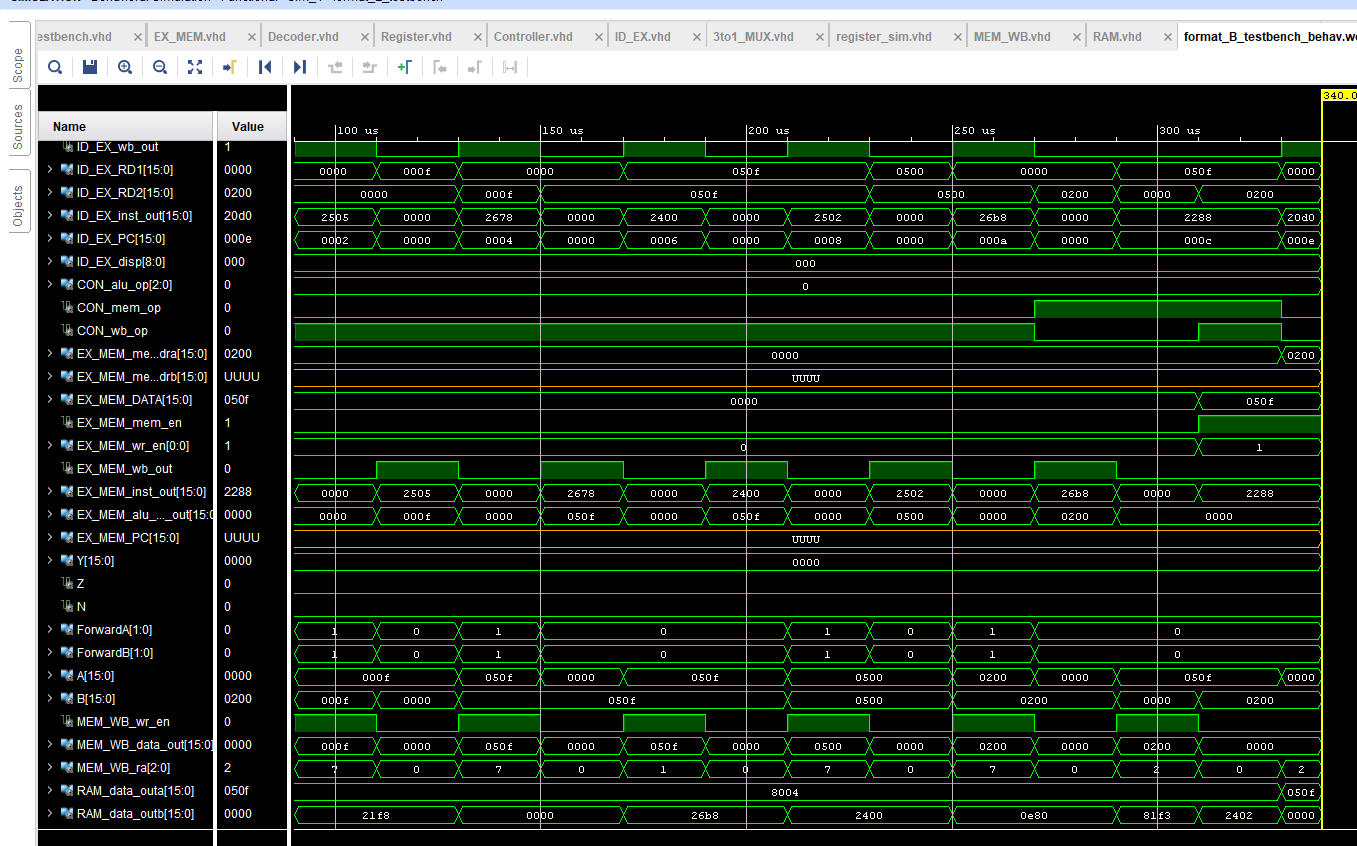 estbench.vhd × EX_MEM.vhd × Decoder.vhd × Register.vhd × Controller.vhd × ID_EX.vhd × 3to1_MUX.vhd × register_sim.vhd × MEM_WB.vhd × RAM.vhd × format_B_testbench_behav.w
Scope
Sources
Objects
340.0
Name Value 100 us 150 us 200 us 250 us 300 us
ID_EX_wb_out 1
ID_EX_RD1[15:0] 0000 0000 000f 0000 050f 0500 0000 050f 0000
ID_EX_RD2[15:0] 0200 0000 000f 050f 0500 0200 0000 0200
ID_EX_inst_out[15:0] 20d0 2505 0000 2678 0000 2400 0000 2502 0000 26b8 0000 2288 20d0
ID_EX_PC[15:0] 000e 0002 0000 0004 0000 0006 0000 0008 0000 000a 0000 000c 000e
ID_EX_disp[8:0] 000 000
CON_alu_op[2:0] 0 0
CON_mem_op 0
CON_wb_op 0
EX_MEM_me...dra[15:0] 0200 0000 0200
EX_MEM_me...drb[15:0] UUUU UUUU
EX_MEM_DATA[15:0] 050f 0000 050f
EX_MEM_mem_en 1
EX_MEM_wr_en[0:0] 1 0 1
EX_MEM_wb_out 0
EX_MEM_inst_out[15:0] 2288 0000 2505 0000 2678 0000 2400 0000 2502 0000 26b8 0000 2288
EX_MEM_alu_..._out[15:0 0000 0000 000f 0000 050f 0000 050f 0000 0500 0000 0200 0000
EX_MEM_PC[15:0] UUUU UUUU
Y[15:0] 0000 0000
Z 0
N 0
ForwardA[1:0] 0 1 0 1 0 1 0 1 0
ForwardB[1:0] 0 1 0 1 0 1 0 1 0
A[15:0] 0000 000f 050f 0000 050f 0500 0200 0000 050f 0000
B[15:0] 0200 000f 0000 050f 0500 0200 0000 0200
MEM_WB_wr_en 0
MEM_WB_data_out[15:0] 0000 000f 0000 050f 0000 050f 0000 0500 0000 0200 0000 0200 0000
MEM_WB_ra[2:0] 2 7 0 7 0 1 0 7 0 7 0 2 0 2
RAM_data_outa[15:0] 050f 8004 050f
RAM_data_outb[15:0] 0000 21f8 0000 26b8 2400 0e80 81f3 2402 0000